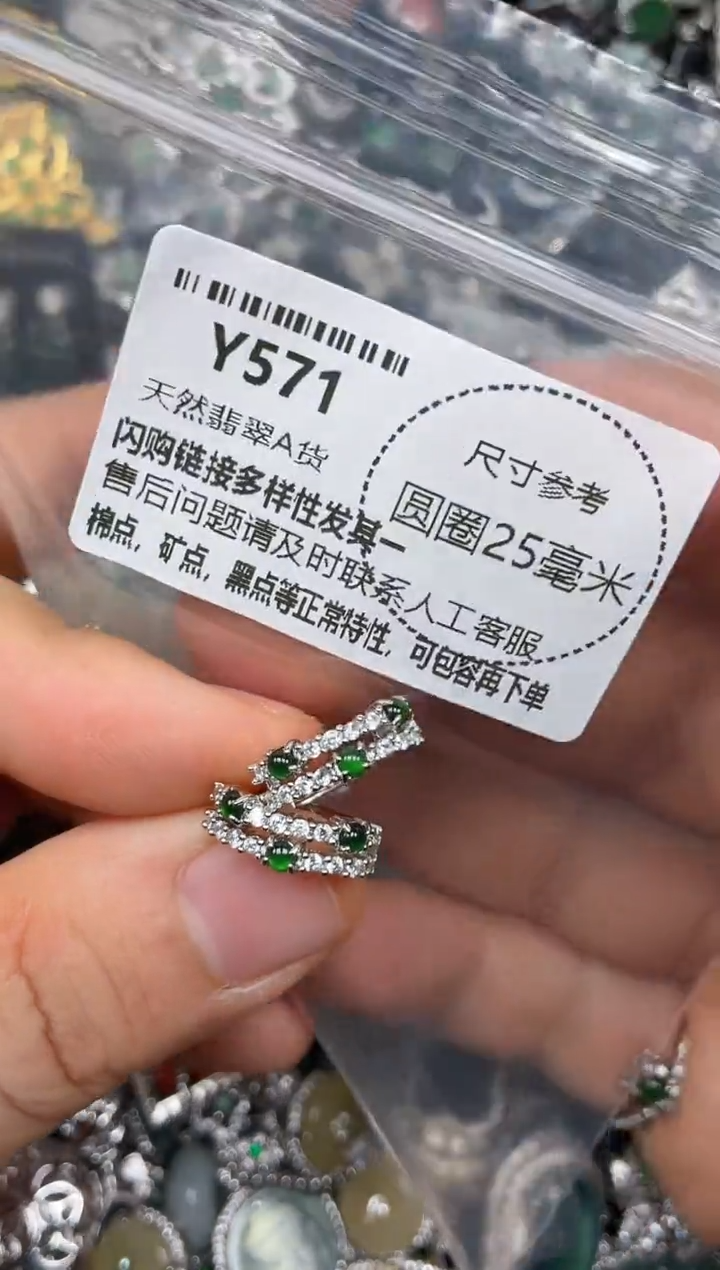 Y571
天然翡翠A货
闪购链接多样性发其一
售后问题请及时联系人工客服
棉点，矿点，黑点等正常特性，可包容再下单
尺寸参考
圆圈25毫米